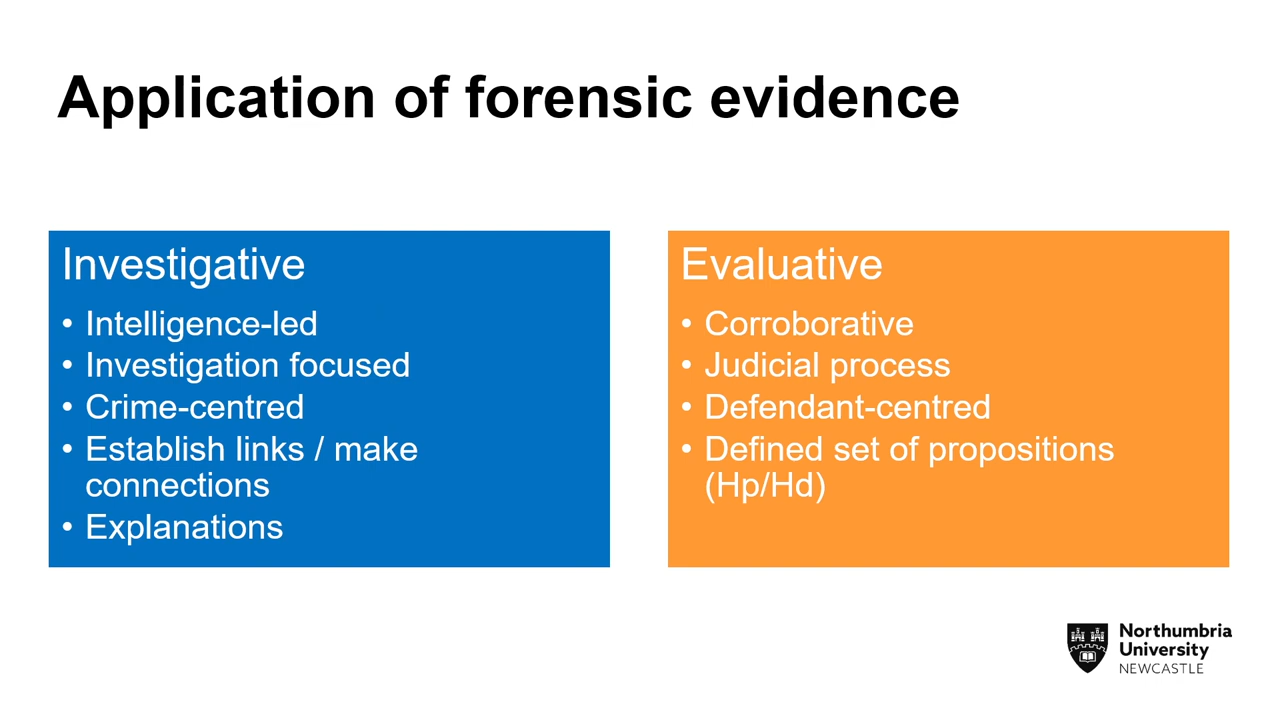 Application of forensic evidence
Investigative
• Intelligence-led
• Investigation focused
• Crime-centred
• Establish links / make
connections
• Explanations
Evaluative
• Corroborative
• Judicial process
• Defendant-centred
• Defined set of propositions
(Hp/Hd)
Northumbria
University
NEWCASTLE